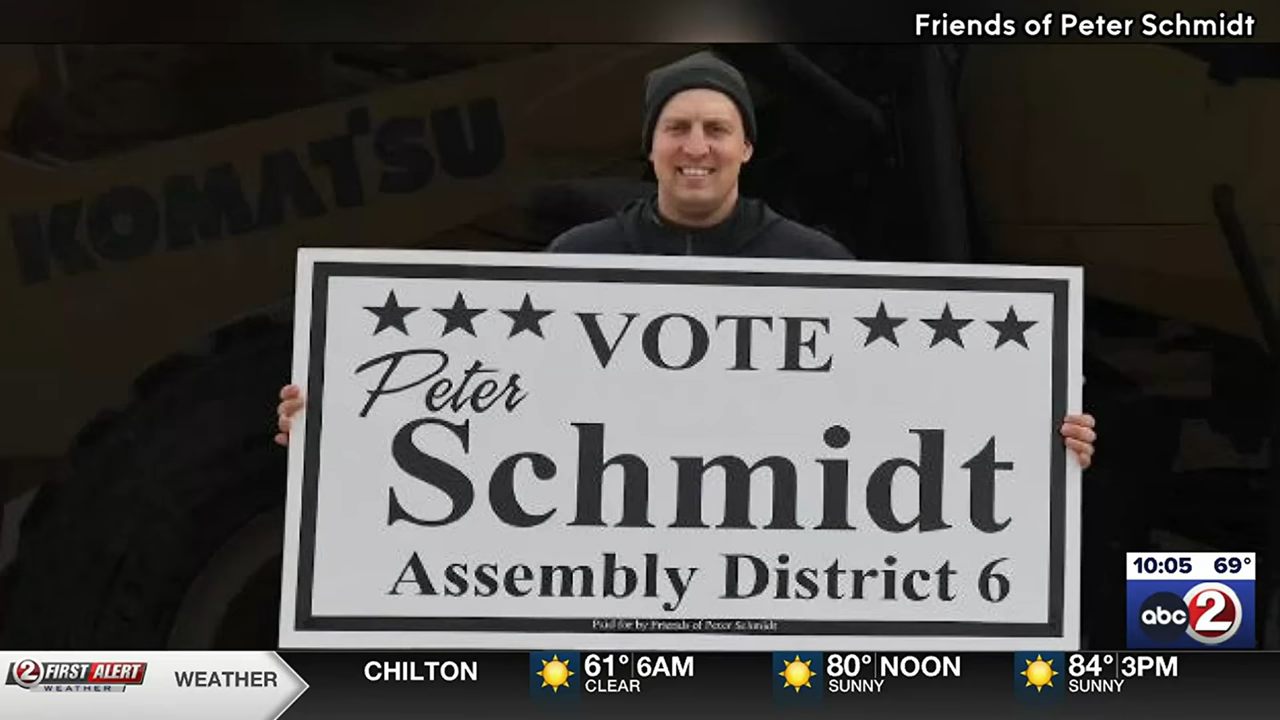 Friends of Peter Schmidt
KOMATSU
★★★ VOTE ★★★
Peter
Schmidt
Assembly District 6
Paid for by Friends of Peter Schmidt
10:05 69°
abc 2
2 FIRST ALERT
WEATHER
WEATHER
CHILTON
61° 6AM
CLEAR
80° NOON
SUNNY
84° 3PM
SUNNY